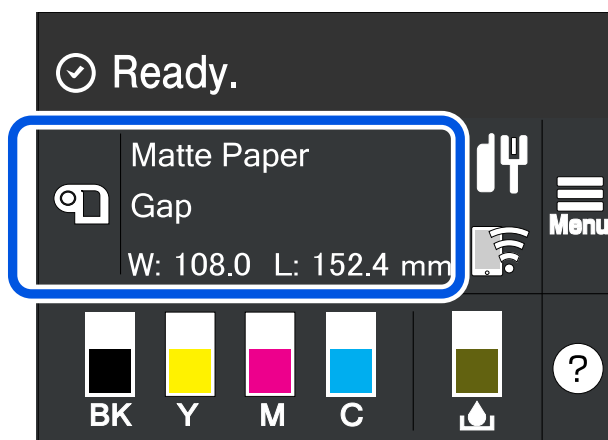 Ready.
Matte Paper
Gap
W: 108.0 L: 152.4 mm
Menu
BK Y M C
?